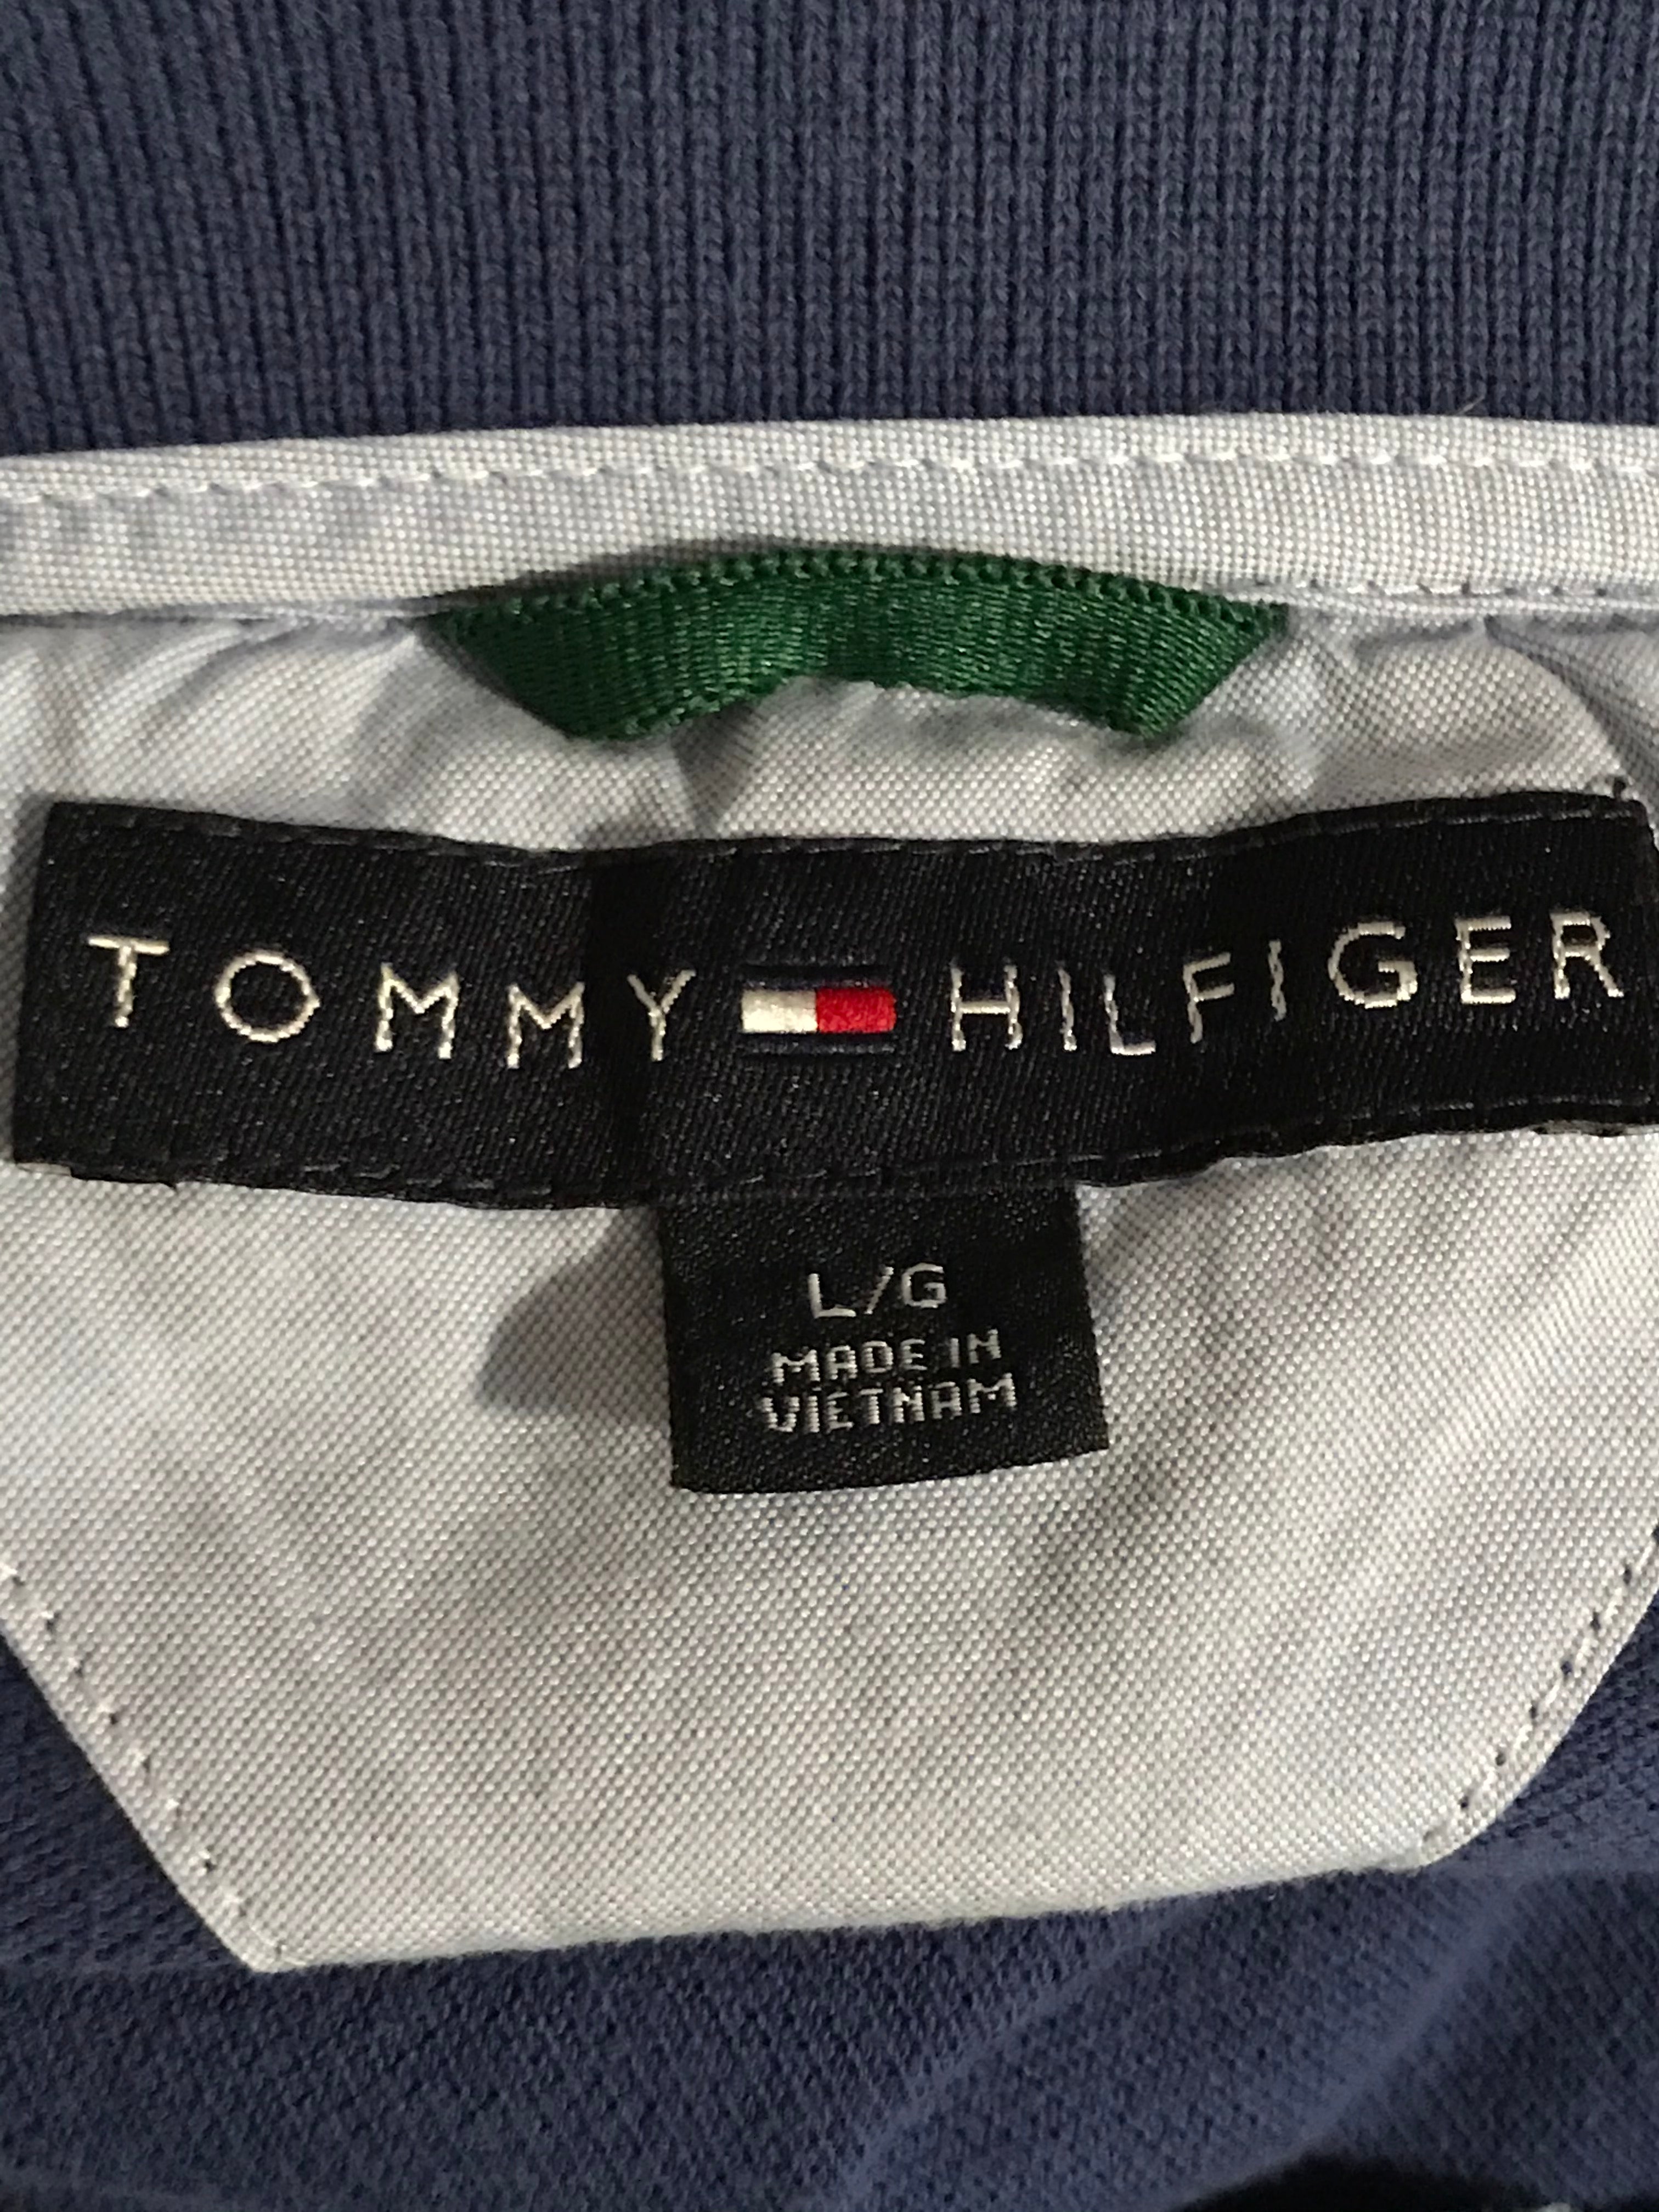 TOMMY HILFIGER
L/G
MADE IN
VIETNAM